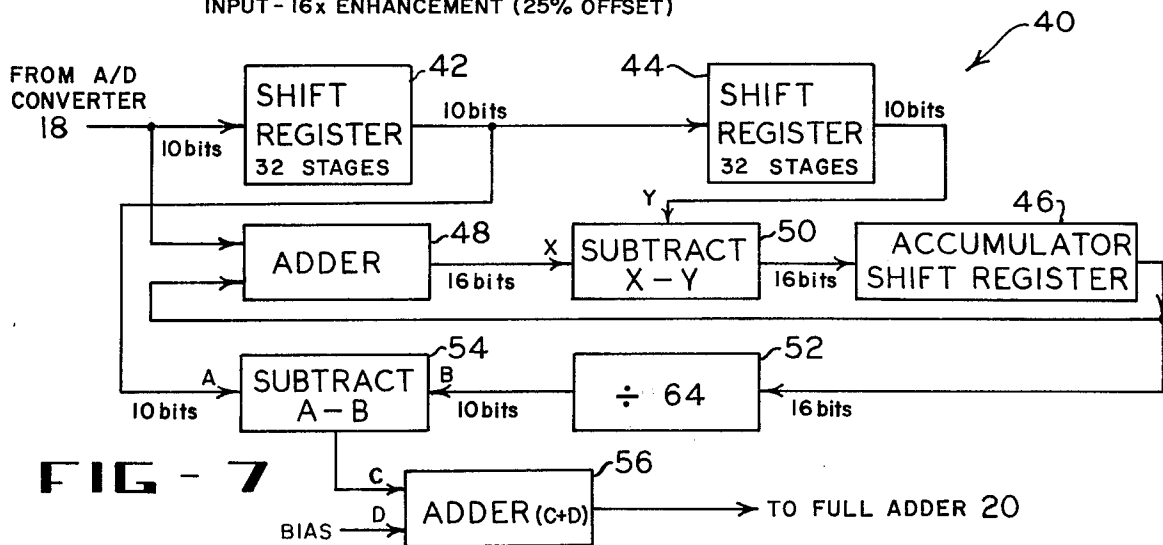 INPUT - 16x ENHANCEMENT (25% OFFSET)
40
FROM A/D
CONVERTER
18
10bits
42
SHIFT
REGISTER
32 STAGES
10bits
44
SHIFT
REGISTER
32 STAGES
10bits
48
ADDER
16bits
X
Y
50
SUBTRACT
X - Y
16bits
46
ACCUMULATOR
SHIFT REGISTER
A
10bits
54
SUBTRACT
A - B
B
10bits
52
÷ 64
16bits
FIG - 7
C
D
BIAS
56
ADDER (C+D)
TO FULL ADDER 20